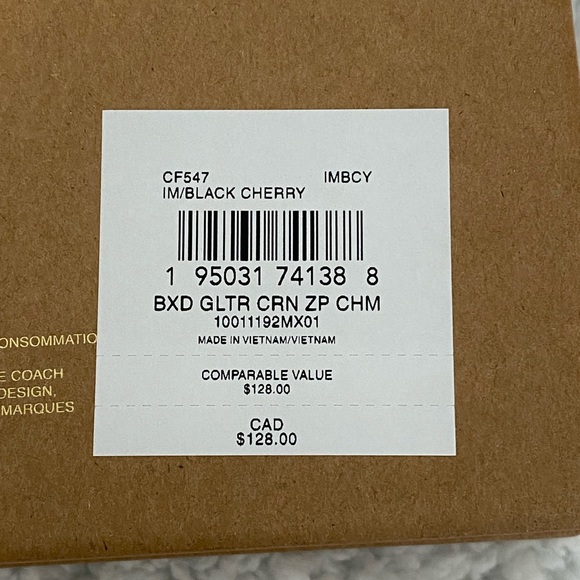 CF547 IMBCY
IM/BLACK CHERRY
1 95031 74138 8
BXD GLTR CRN ZP CHM
10011192MX01
MADE IN VIETNAM/VIETNAM
COMPARABLE VALUE
$128.00
CAD
$128.00
COACH
DESIGN,
MARQUES